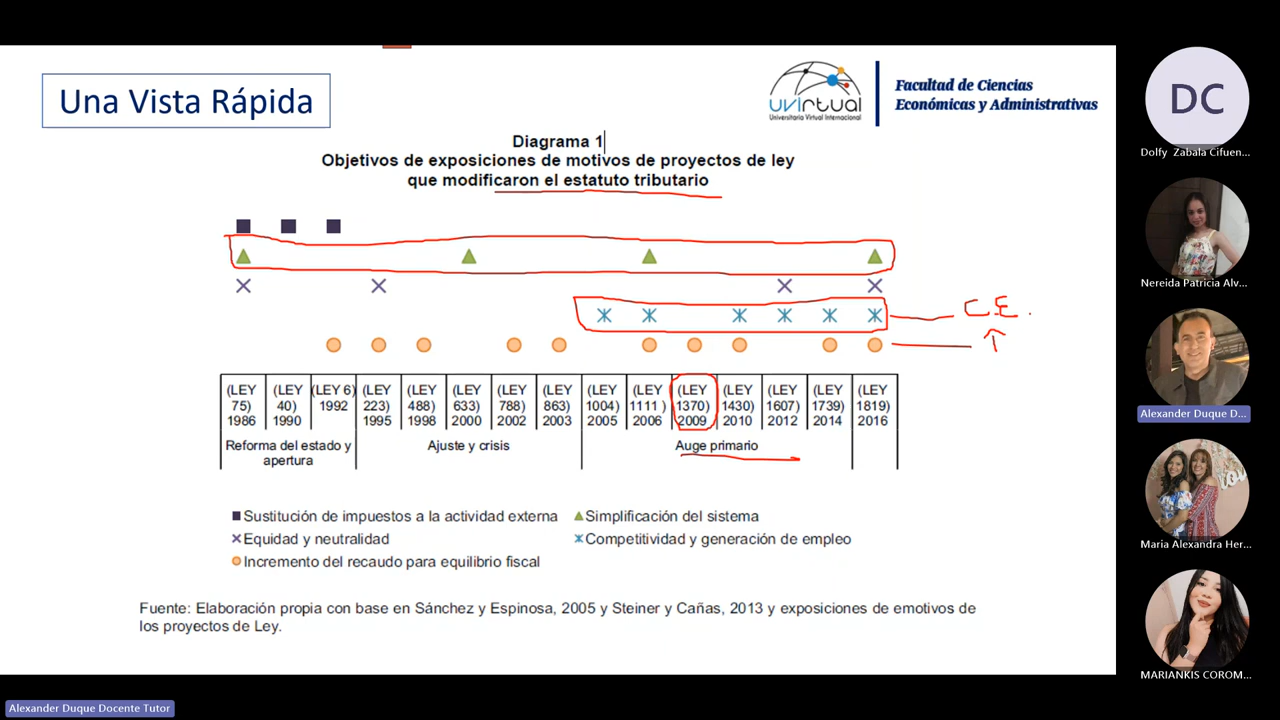 Una Vista Rápida
uvirtual
Universitaria Virtual Internacional
Facultad de Ciencias
Económicas y Administrativas
Diagrama 1
Objetivos de exposiciones de motivos de proyectos de ley
que modificaron el estatuto tributario
C.E.
(LEY 75) 1986
(LEY 40) 1990
(LEY 6) 1992
(LEY 223) 1995
(LEY 488) 1998
(LEY 633) 2000
(LEY 788) 2002
(LEY 863) 2003
(LEY 1004) 2005
(LEY 1111 ) 2006
(LEY 1370) 2009
(LEY 1430) 2010
(LEY 1607) 2012
(LEY 1739) 2014
(LEY 1819) 2016
Reforma del estado y
apertura
Ajuste y crisis
Auge primario
Sustitución de impuestos a la actividad externa
Simplificación del sistema
Equidad y neutralidad
Competitividad y generación de empleo
Incremento del recaudo para equilibrio fiscal
Fuente: Elaboración propia con base en Sánchez y Espinosa, 2005 y Steiner y Cañas, 2013 y exposiciones de emotivos de
los proyectos de Ley.
DC
Dolfy Zabala Cifuen...
Nereida Patricia Alv...
Alexander Duque D...
Maria Alexandra Her...
MARIANKIS COROM...
Alexander Duque Docente Tutor